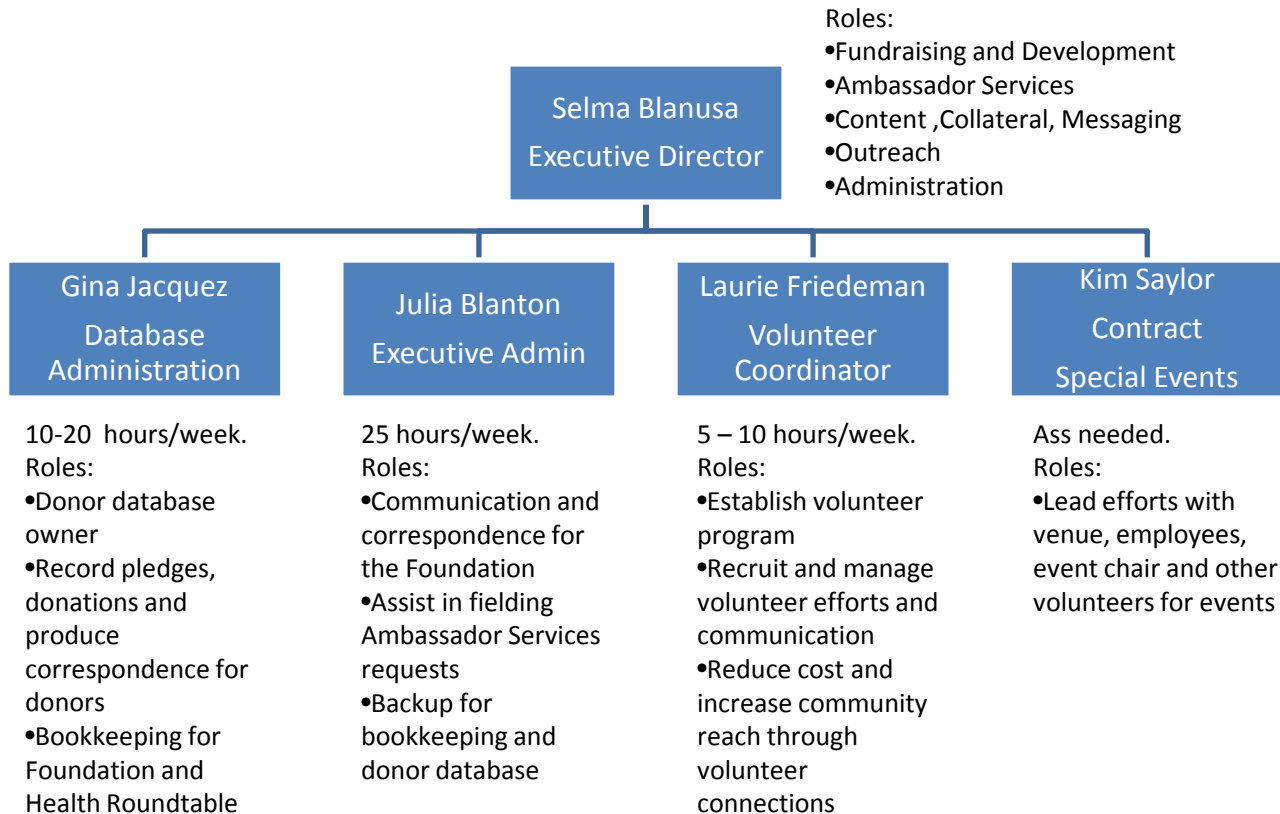 Roles:
•Fundraising and Development
•Ambassador Services
•Content ,Collateral, Messaging
•Outreach
•Administration
Selma Blanusa
Executive Director
Gina Jacquez
Database
Administration
Julia Blanton
Executive Admin
Laurie Friedeman
Volunteer
Coordinator
Kim Saylor
Contract
Special Events
10-20 hours/week.
Roles:
•Donor database
owner
•Record pledges,
donations and
produce
correspondence for
donors
•Bookkeeping for
Foundation and
Health Roundtable
25 hours/week.
Roles:
•Communication and
correspondence for
the Foundation
•Assist in fielding
Ambassador Services
requests
•Backup for
bookkeeping and
donor database
5 – 10 hours/week.
Roles:
•Establish volunteer
program
•Recruit and manage
volunteer efforts and
communication
•Reduce cost and
increase community
reach through
volunteer
connections
Ass needed.
Roles:
•Lead efforts with
venue, employees,
event chair and other
volunteers for events